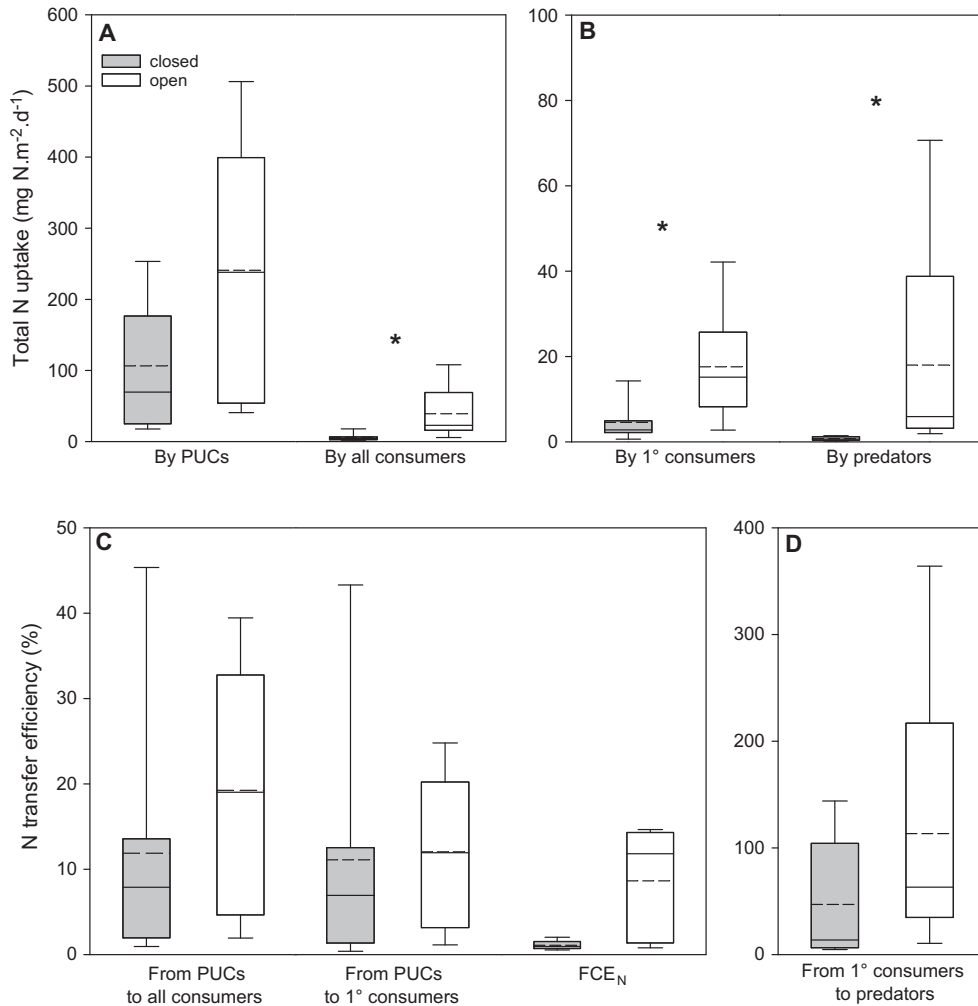 A
closed
open
Total N uptake (mg N.m⁻².d⁻¹)
600
500
400
300
200
100
0
*
By PUCs
By all consumers
B
100
80
60
40
20
0
*
*
By 1° consumers
By predators
C
N transfer efficiency (%)
50
40
30
20
10
0
From PUCs
to all consumers
From PUCs
to 1° consumers
FCE_N
D
400
300
200
100
0
From 1° consumers
to predators